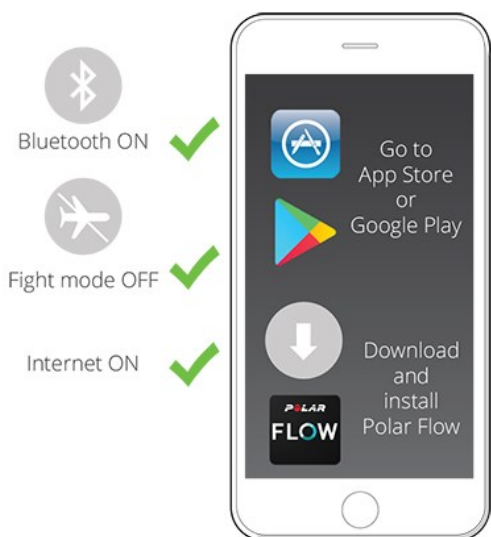 Bluetooth ON
Fight mode OFF
Internet ON
Go to
App Store
or
Google Play
Download
and
install
Polar Flow
POLAR
FLOW